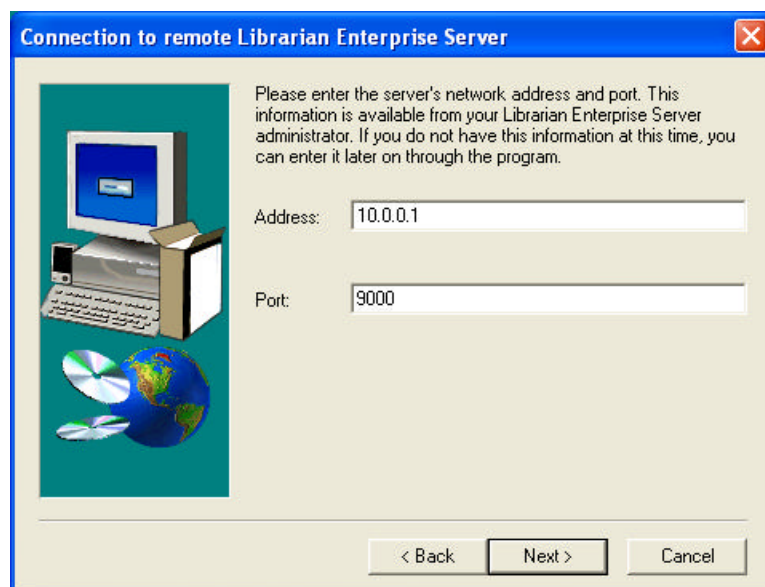 Connection to remote Librarian Enterprise Server
Please enter the server's network address and port. This
information is available from your Librarian Enterprise Server
administrator. If you do not have this information at this time, you
can enter it later on through the program.
Address: 10.0.0.1
Port: 9000
< Back Next > Cancel